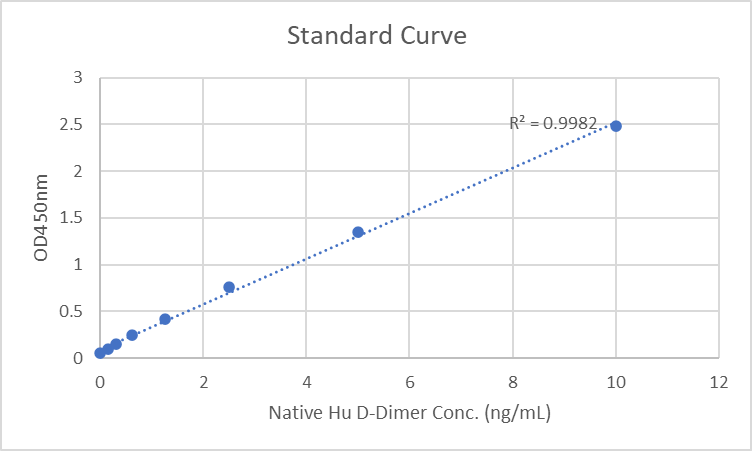 Standard Curve
3
2.5
2
1.5
1
0.5
0
R² = 0.9982
OD450nm
0 2 4 6 8 10 12
Native Hu D-Dimer Conc. (ng/mL)